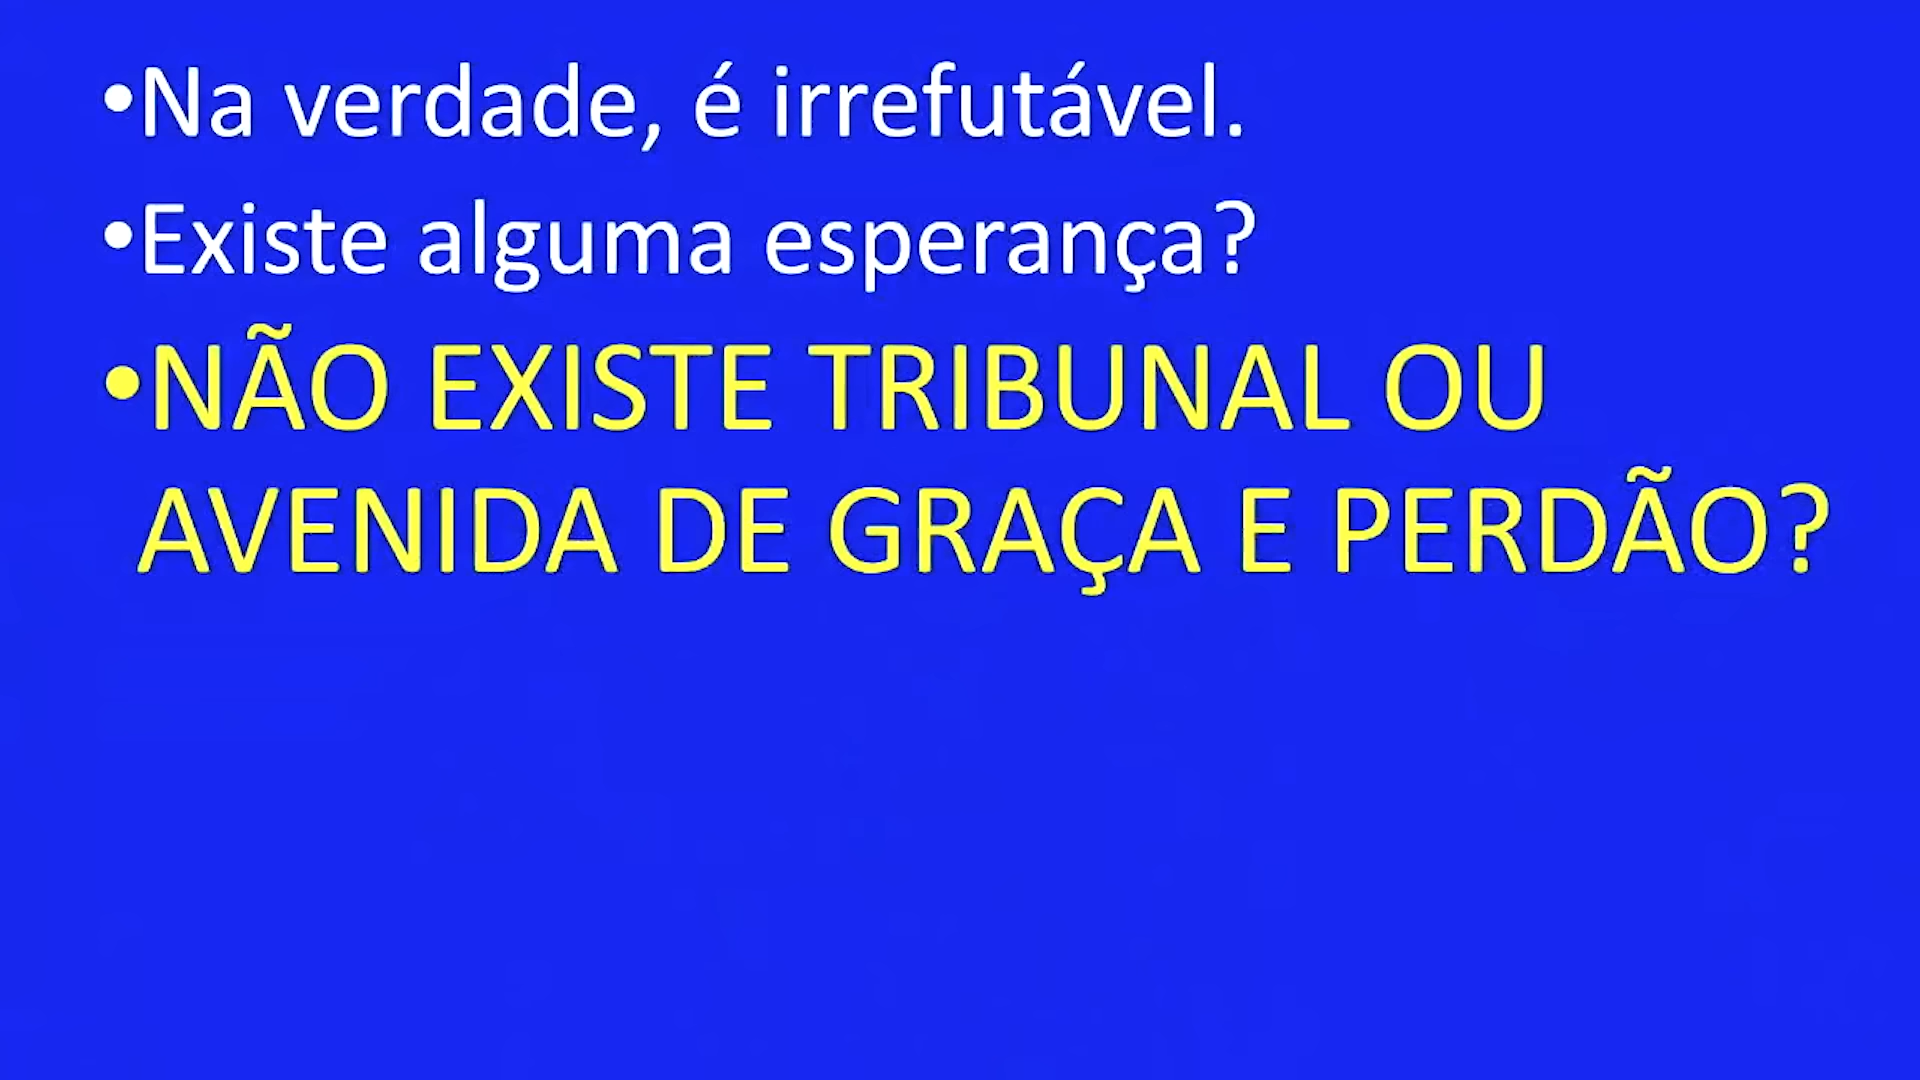 •Na verdade, é irrefutável.
•Existe alguma esperança?
•NÃO EXISTE TRIBUNAL OU
AVENIDA DE GRAÇA E PERDÃO?